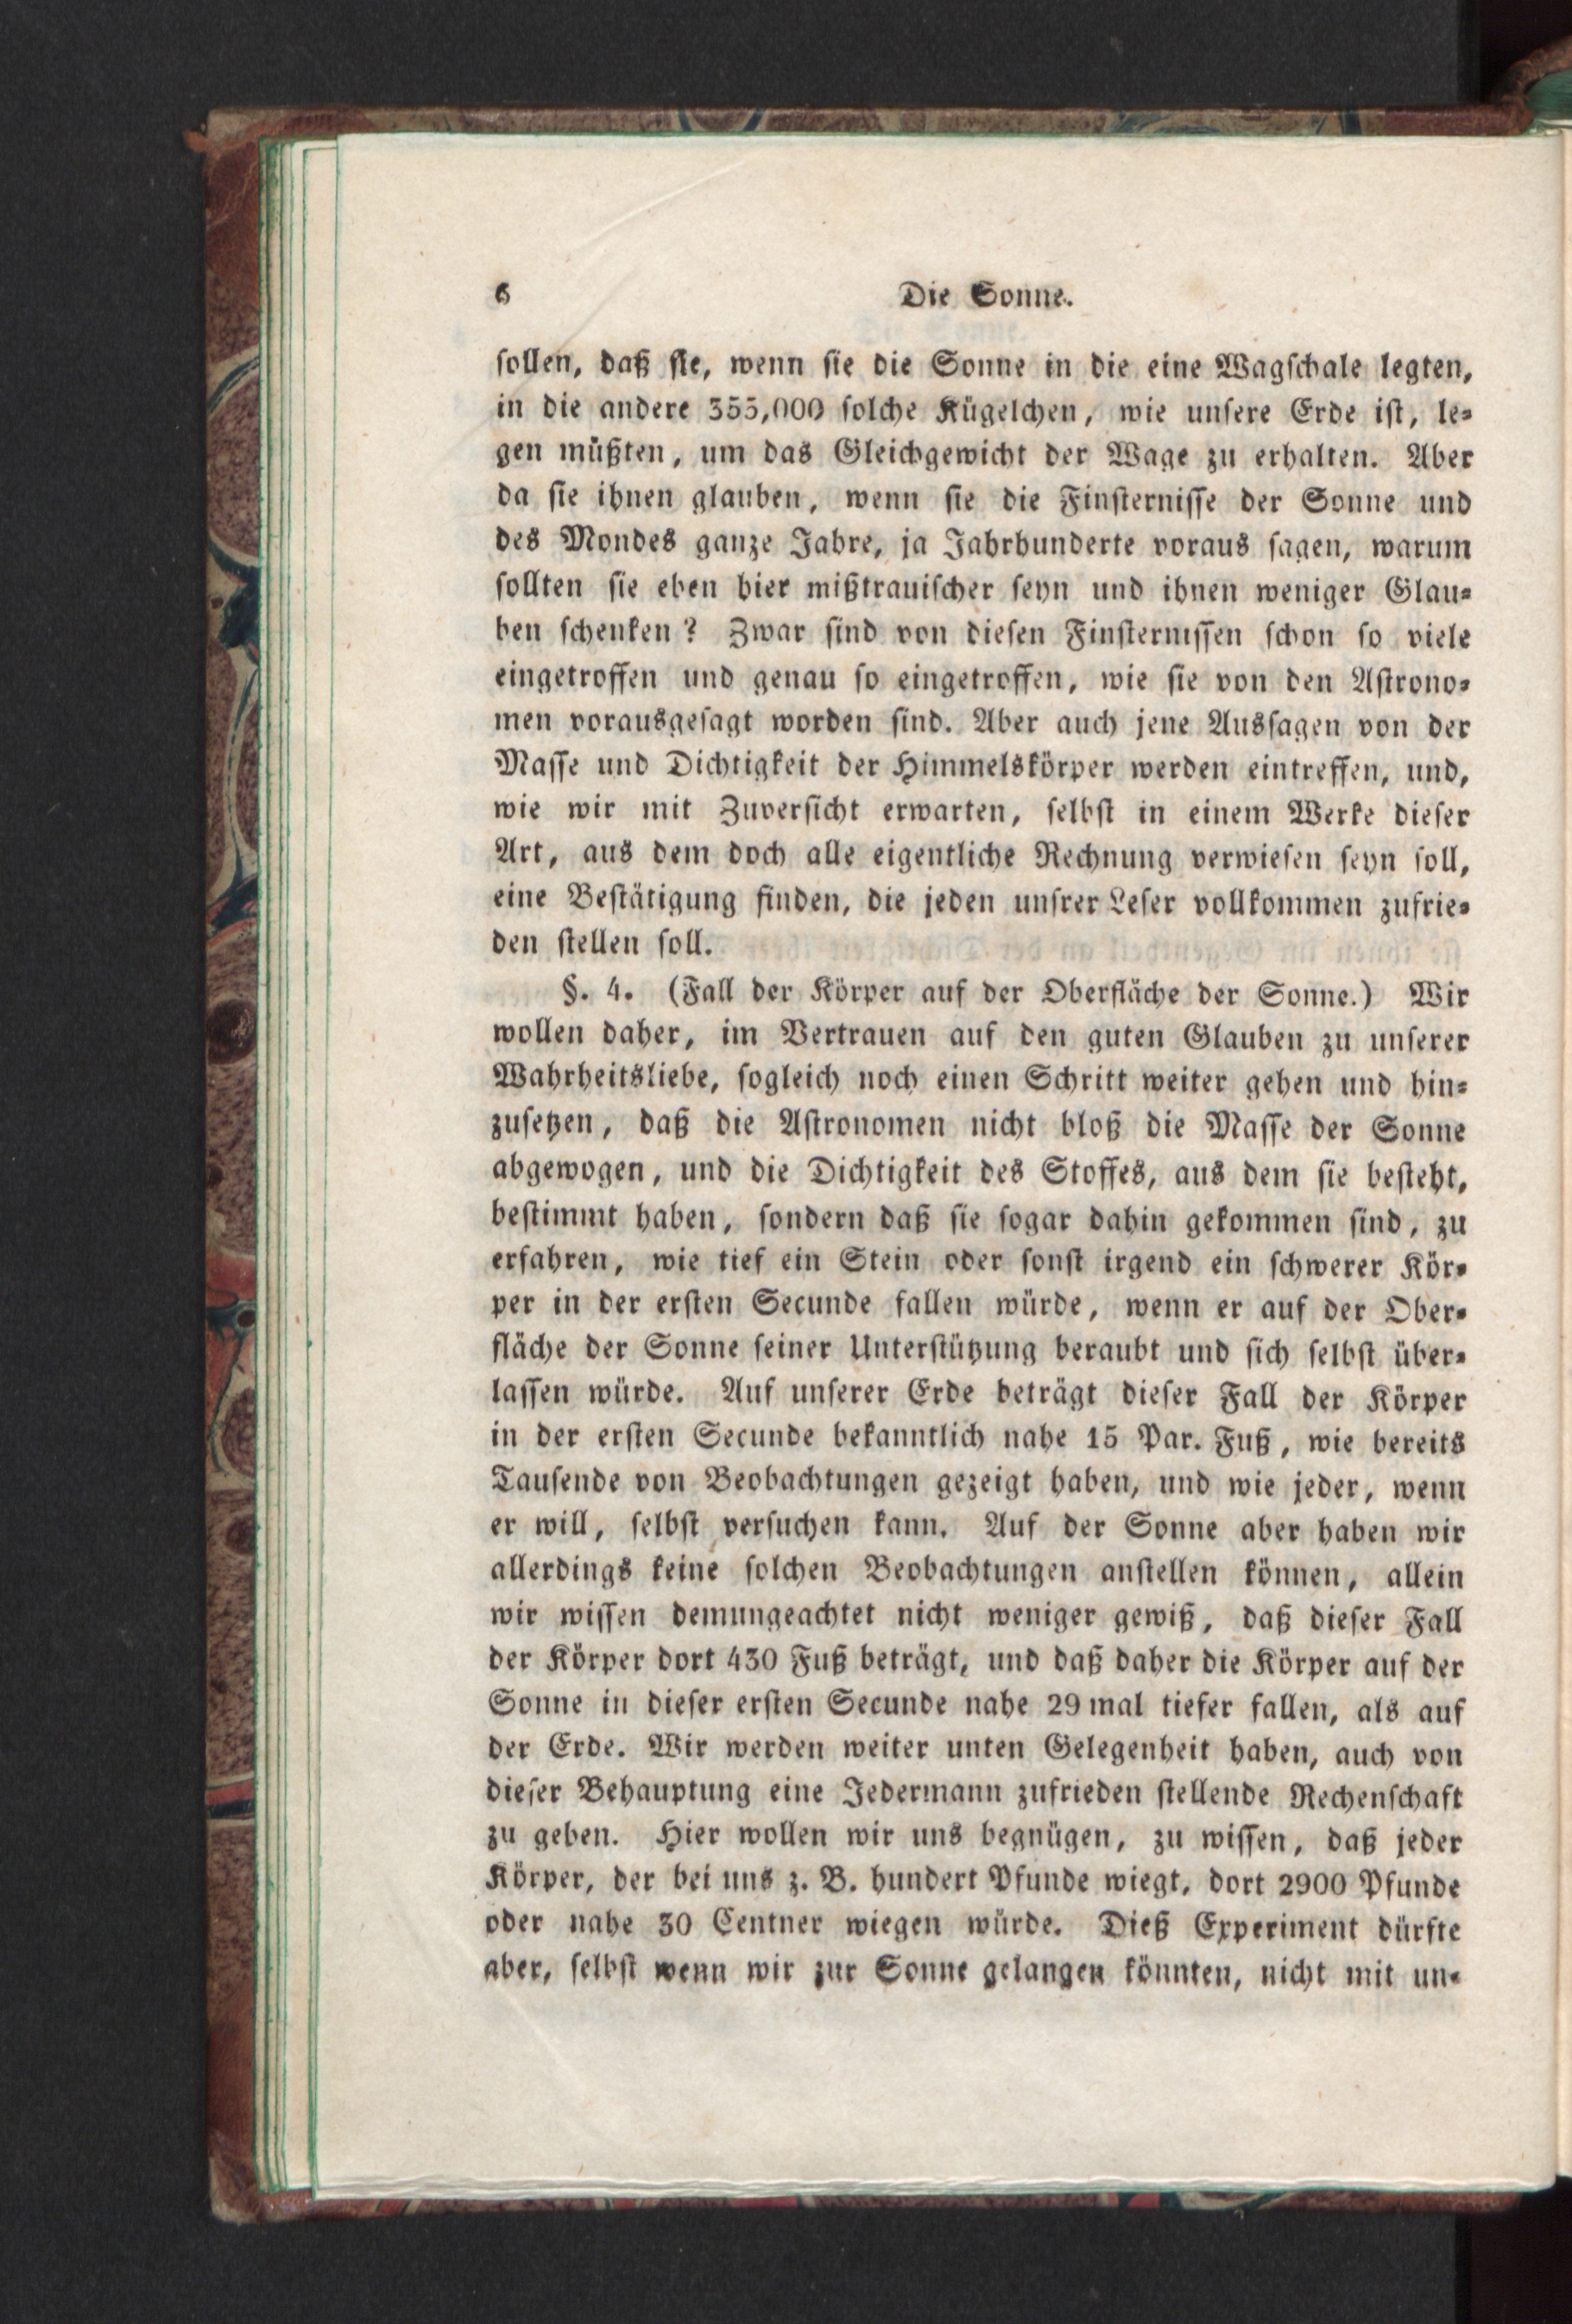 6 Die Sonne.
sollen, daß sie, wenn sie die Sonne in die eine Wagschale legten,
in die andere 355,000 solche Kügelchen, wie unsere Erde ist, le-
gen müßten, um das Gleichgewicht der Wage zu erhalten. Aber
da sie ihnen glauben, wenn sie die Finsternisse der Sonne und
des Mondes ganze Jahre, ja Jahrhunderte voraus sagen, warum
sollten sie eben hier mißtrauischer seyn und ihnen weniger Glau-
ben schenken? Zwar sind von diesen Finsternissen schon so viele
eingetroffen und genau so eingetroffen, wie sie von den Astrono-
men vorausgesagt worden sind. Aber auch jene Aussagen von der
Masse und Dichtigkeit der Himmelskörper werden eintreffen, und,
wie wir mit Zuversicht erwarten, selbst in einem Werke dieser
Art, aus dem doch alle eigentliche Rechnung verwiesen seyn soll,
eine Bestätigung finden, die jeden unsrer Leser vollkommen zufrie-
den stellen soll.
§. 4. (Fall der Körper auf der Oberfläche der Sonne.) Wir
wollen daher, im Vertrauen auf den guten Glauben zu unserer
Wahrheitsliebe, sogleich noch einen Schritt weiter gehen und hin-
zusetzen, daß die Astronomen nicht bloß die Masse der Sonne
abgewogen, und die Dichtigkeit des Stoffes, aus dem sie besteht,
bestimmt haben, sondern daß sie sogar dahin gekommen sind, zu
erfahren, wie tief ein Stein oder sonst irgend ein schwerer Kör-
per in der ersten Secunde fallen würde, wenn er auf der Ober-
fläche der Sonne seiner Unterstützung beraubt und sich selbst über-
lassen würde. Auf unserer Erde beträgt dieser Fall der Körper
in der ersten Secunde bekanntlich nahe 15 Par. Fuß, wie bereits
Tausende von Beobachtungen gezeigt haben, und wie jeder, wenn
er will, selbst versuchen kann. Auf der Sonne aber haben wir
allerdings keine solchen Beobachtungen anstellen können, allein
wir wissen demungeachtet nicht weniger gewiß, daß dieser Fall
der Körper dort 430 Fuß beträgt, und daß daher die Körper auf der
Sonne in dieser ersten Secunde nahe 29 mal tiefer fallen, als auf
der Erde. Wir werden weiter unten Gelegenheit haben, auch von
dieser Behauptung eine Jedermann zufrieden stellende Rechenschaft
zu geben. Hier wollen wir uns begnügen, zu wissen, daß jeder
Körper, der bei uns z. B. hundert Pfunde wiegt, dort 2900 Pfunde
oder nahe 30 Centner wiegen würde. Dieß Experiment dürfte
aber, selbst wenn wir zur Sonne gelangen könnten, nicht mit un-